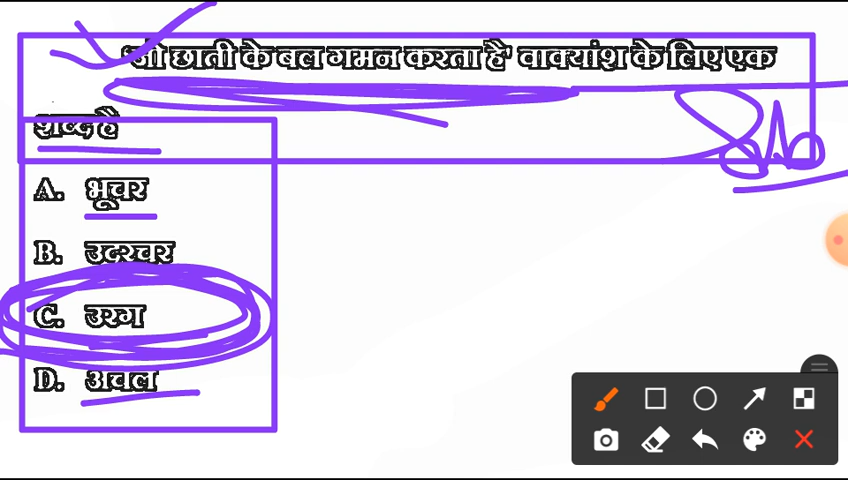 'जो छाती के बल गमन करता है' वाक्यांश के लिए एक
शब्द है
A. भूचर
B. उदरचर
C. उरग
D. अचल